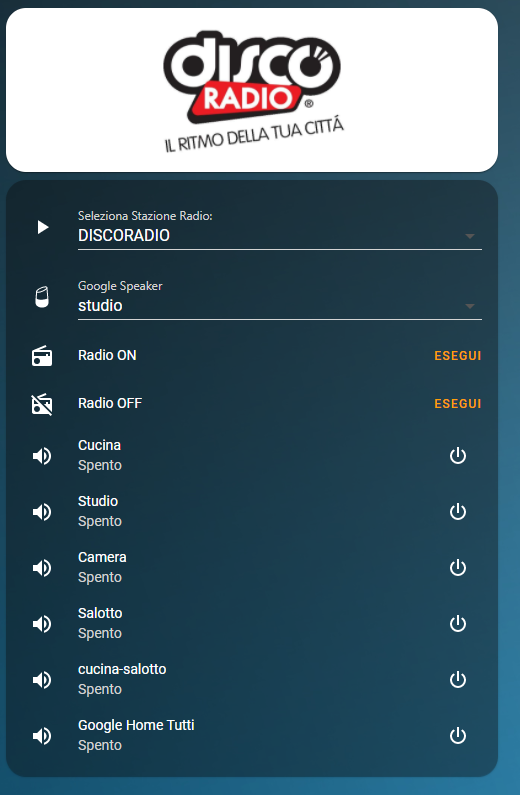 disco
RADIO®
IL RITMO DELLA TUA CITTÁ
Seleziona Stazione Radio:
DISCORADIO
Google Speaker
studio
Radio ON
ESEGUI
Radio OFF
ESEGUI
Cucina
Spento
Studio
Spento
Camera
Spento
Salotto
Spento
cucina-salotto
Spento
Google Home Tutti
Spento